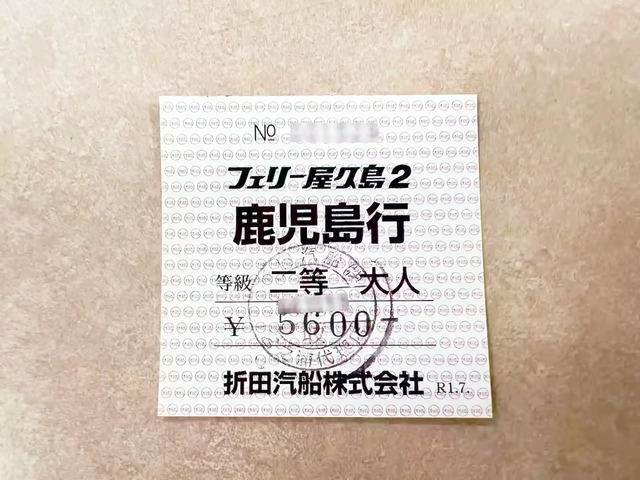 №
フェリー屋久島2
鹿児島行
等級 二等 大人
¥ 5600-
折田汽船株式会社 R1.7.